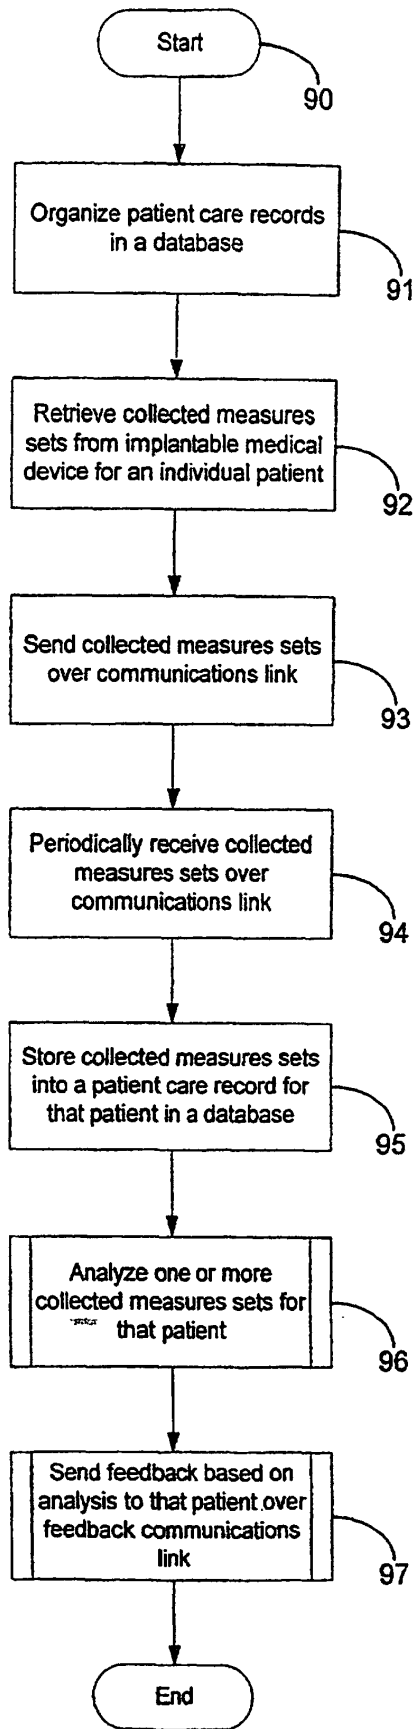 Start
90
Organize patient care records
in a database
91
Retrieve collected measures
sets from implantable medical
device for an individual patient
92
Send collected measures sets
over communications link
93
Periodically receive collected
measures sets over
communications link
94
Store collected measures sets
into a patient care record for
that patient in a database
95
Analyze one or more
collected measures sets for
that patient
96
Send feedback based on
analysis to that patient over
feedback communications
link
97
End